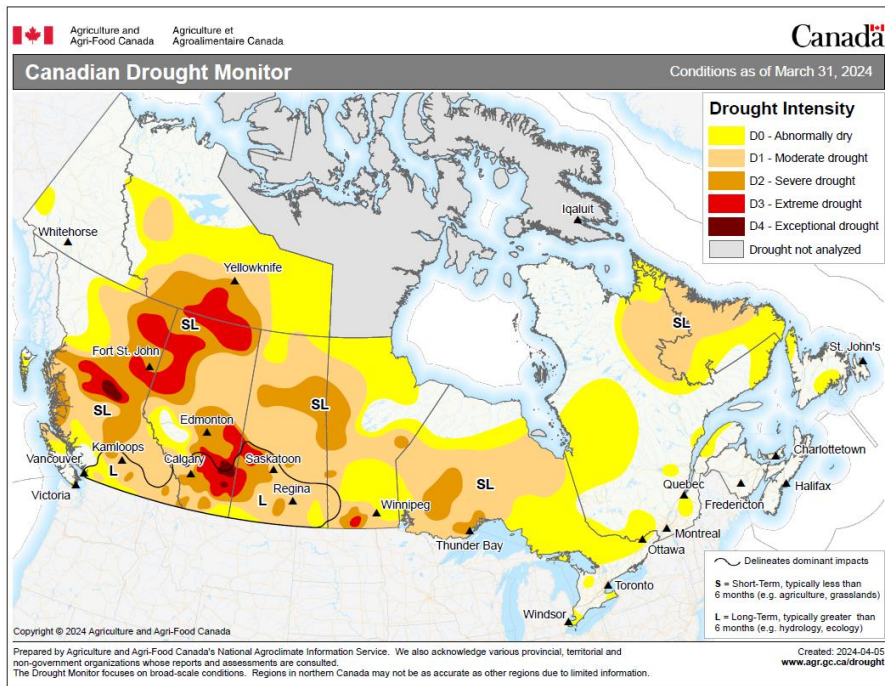 Agriculture and Agri-Food Canada
Agriculture et Agroalimentaire Canada
Canada
Canadian Drought Monitor
Conditions as of March 31, 2024
Drought Intensity
D0 - Abnormally dry
D1 - Moderate drought
D2 - Severe drought
D3 - Extreme drought
D4 - Exceptional drought
Drought not analyzed
Iqaluit
Whitehorse
Yellowknife
SL
SL
Fort St. John
St. John's
SL
SL
Edmonton
Kamloops
Vancouver
L
Calgary
Saskatoon
Charlottetown
Victoria
L
Regina
SL
Quebec
Winnipeg
Fredericton
Halifax
Thunder Bay
Montreal
Ottawa
Toronto
Windsor
Delineates dominant impacts
S = Short-Term, typically less than
6 months (e.g. agriculture, grasslands)
L = Long-Term, typically greater than
6 months (e.g. hydrology, ecology)
Copyright © 2024 Agriculture and Agri-Food Canada
Prepared by Agriculture and Agri-Food Canada's National Agroclimate Information Service. We also acknowledge various provincial, territorial and
non-government organizations whose reports and assessments are consulted.
The Drought Monitor focuses on broad-scale conditions. Regions in northern Canada may not be as accurate as other regions due to limited information.
Created: 2024-04-05
www.agr.gc.ca/drought